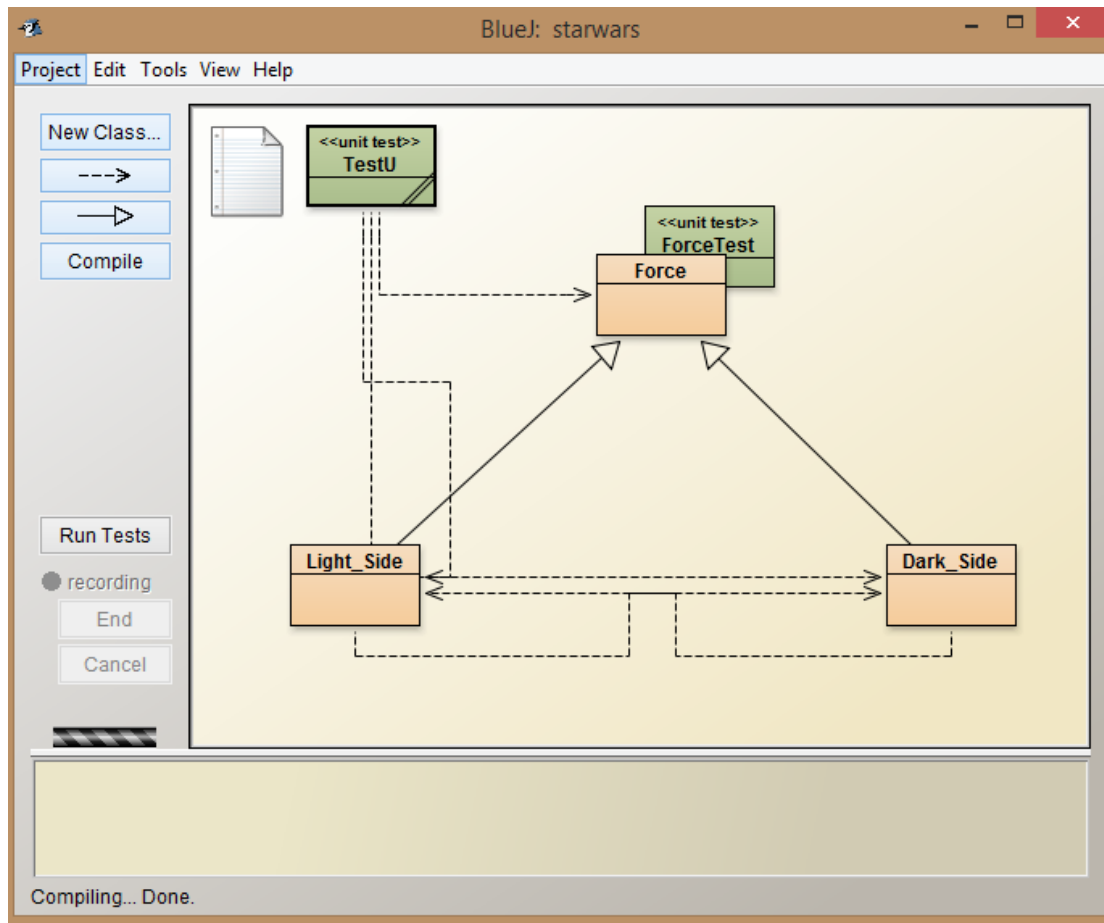 BlueJ: starwars
Project Edit Tools View Help
New Class...
Compile
Run Tests
recording
End
Cancel
<<unit test>>
TestU
<<unit test>>
ForceTest
Force
Light_Side
Dark_Side
Compiling... Done.